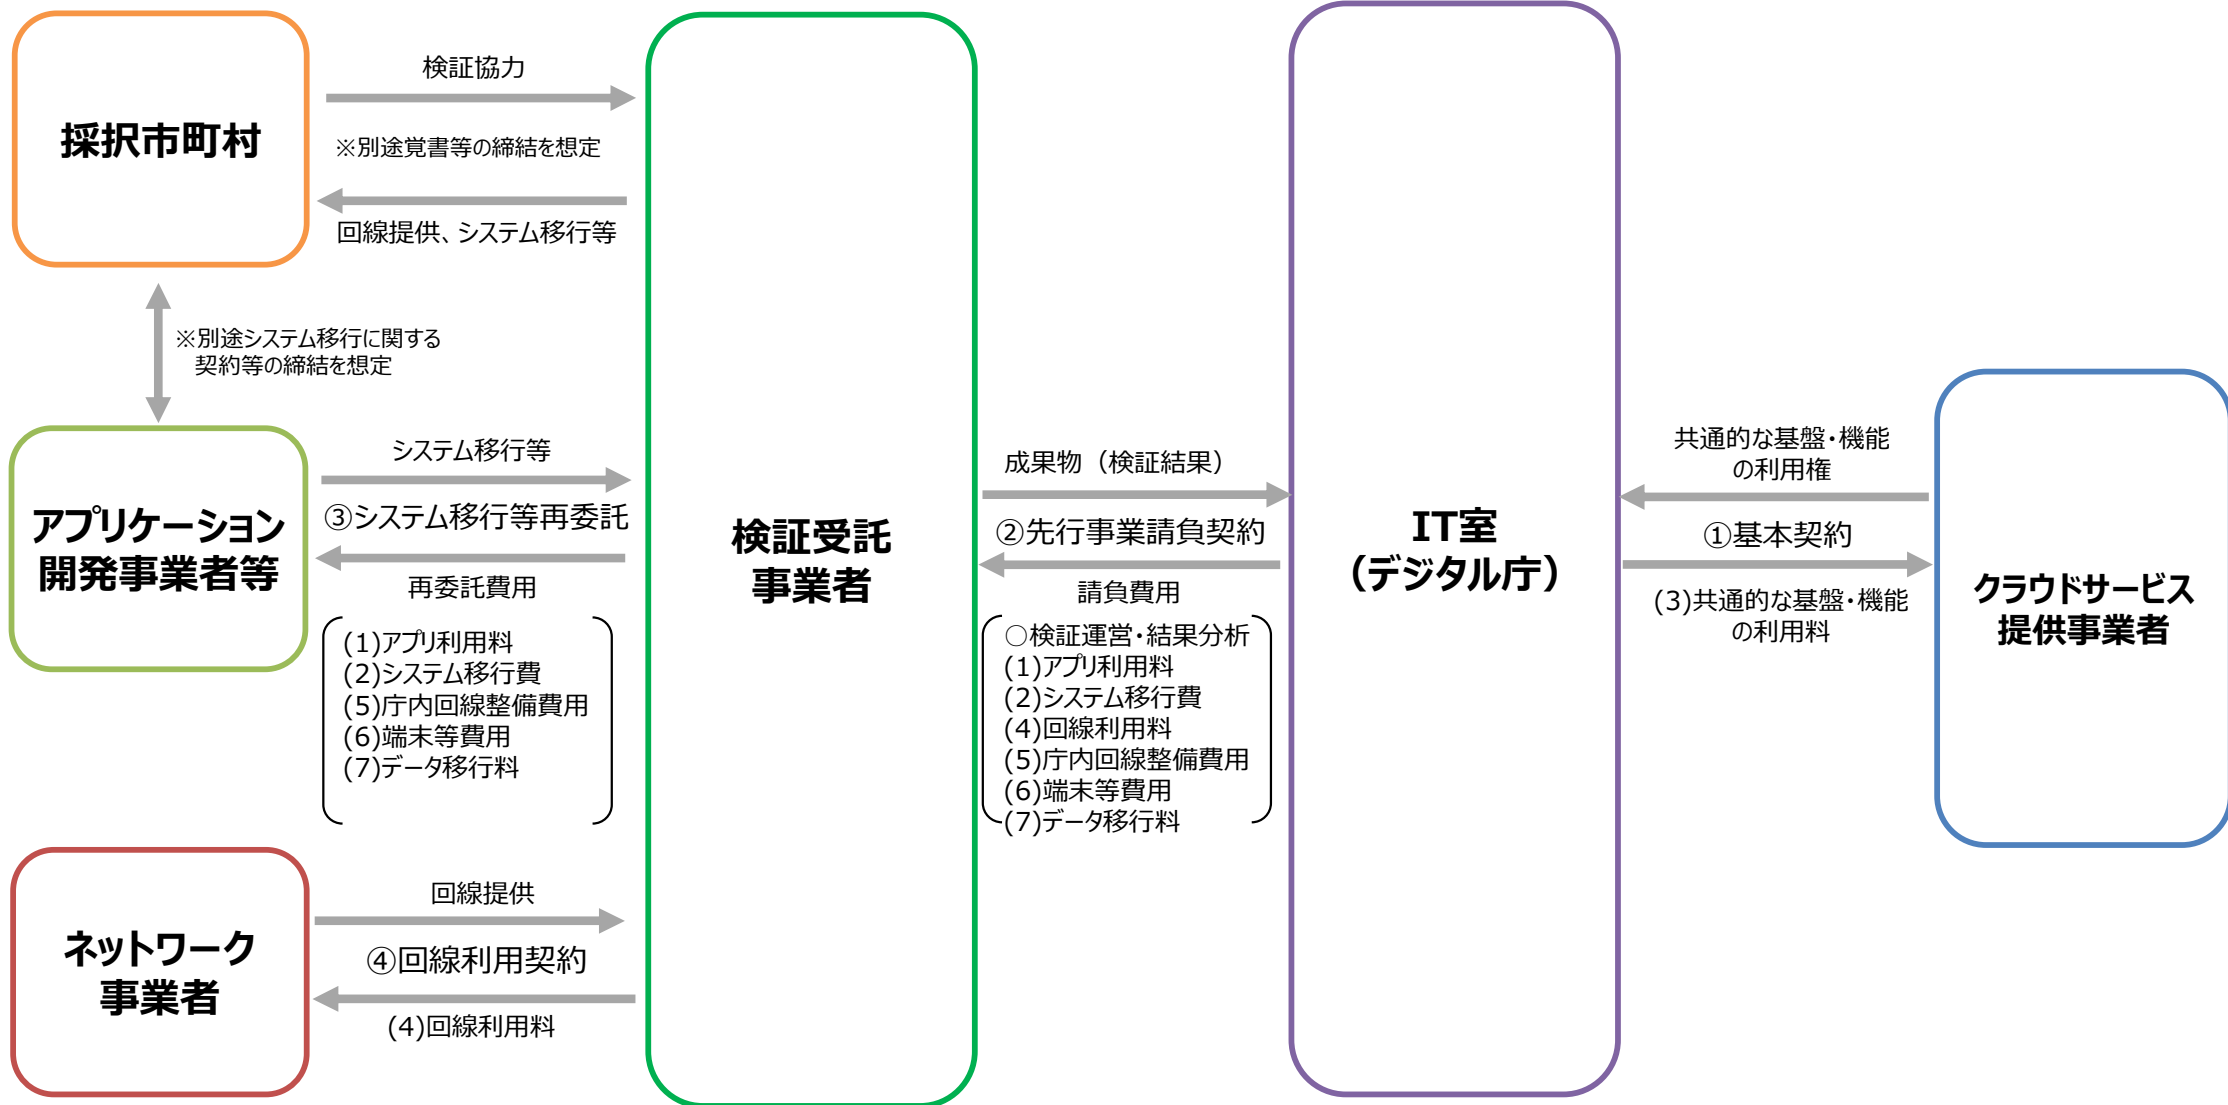 採択市町村
検証協力
※別途覚書等の締結を想定
回線提供、システム移行等
※別途システム移行に関する
契約等の締結を想定
アプリケーション
開発事業者等
システム移行等
③システム移行等再委託
再委託費用
(1)アプリ利用料
(2)システム移行費
(5)庁内回線整備費用
(6)端末等費用
(7)データ移行料
ネットワーク
事業者
回線提供
④回線利用契約
(4)回線利用料
検証受託
事業者
成果物（検証結果）
②先行事業請負契約
請負費用
○検証運営・結果分析
(1)アプリ利用料
(2)システム移行費
(4)回線利用料
(5)庁内回線整備費用
(6)端末等費用
(7)データ移行料
IT室
（デジタル庁）
共通的な基盤・機能
の利用権
①基本契約
(3)共通的な基盤・機能
の利用料
クラウドサービス
提供事業者